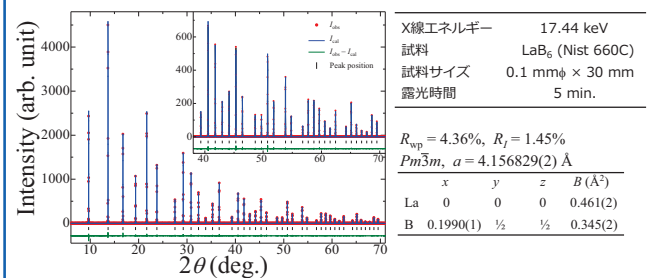 Intensity (arb. unit)
4000
3000
2000
1000
0
10 20 30 40 50 60 70
2θ (deg.)
600
400
200
0
40 50 60 70
I_obs
I_cal
I_obs − I_cal
Peak position
X線エネルギー 17.44 keV
試料 LaB₆ (Nist 660C)
試料サイズ 0.1 mmϕ × 30 mm
露光時間 5 min.
R_wp = 4.36%, R_I = 1.45%
Pm3̅m, a = 4.156829(2) Å
x y z B (Å²)
La 0 0 0 0.461(2)
B 0.1990(1) ½ ½ 0.345(2)